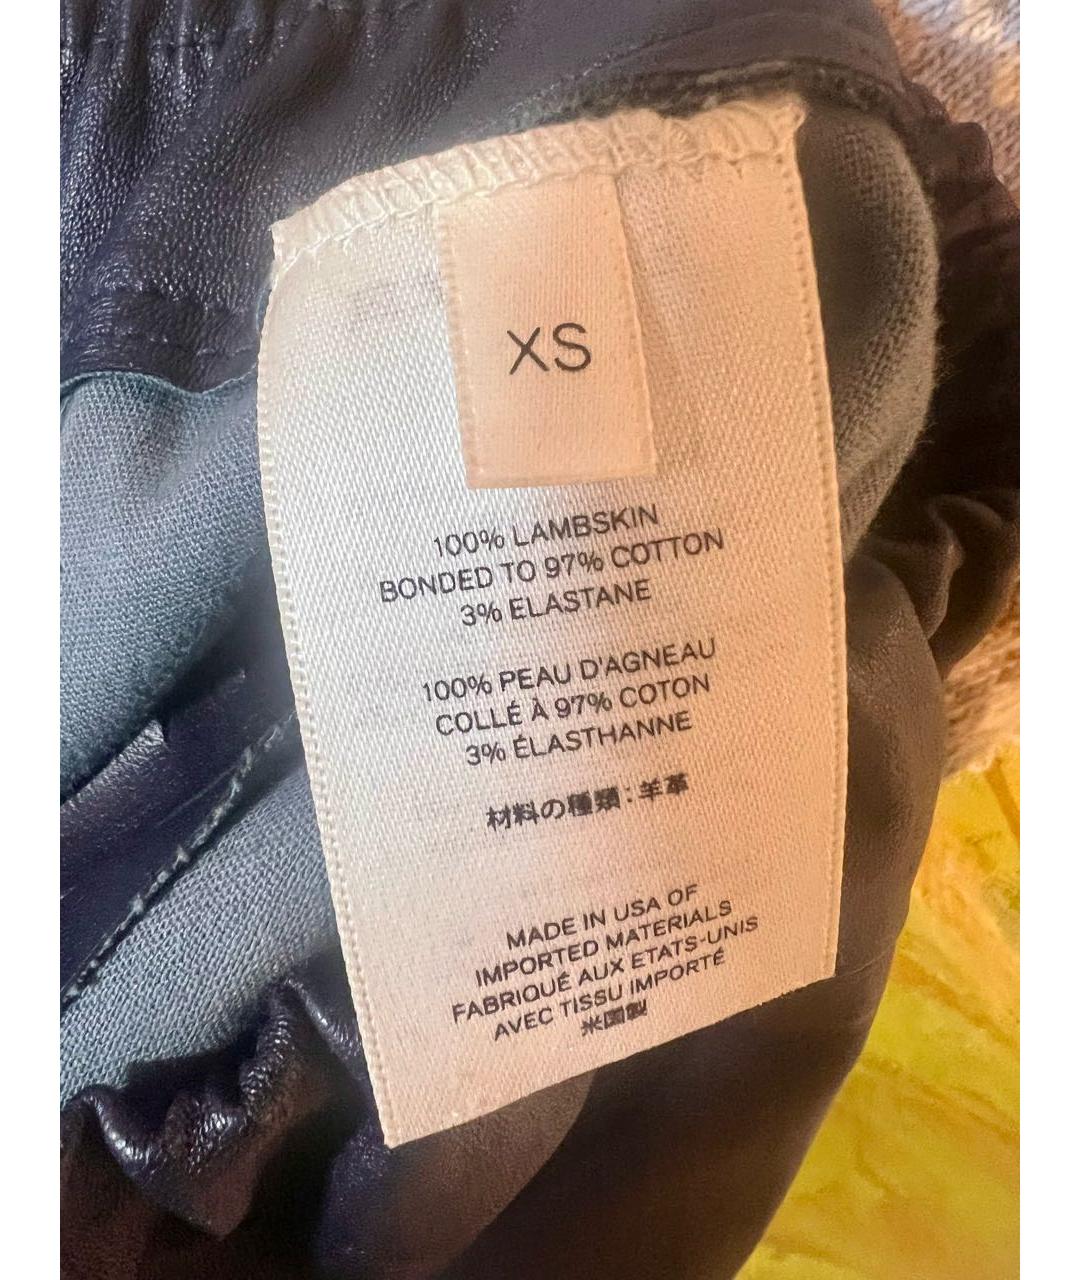 XS
100% LAMBSKIN
BONDED TO 97% COTTON
3% ELASTANE
100% PEAU D'AGNEAU
COLLÉ À 97% COTON
3% ÉLASTHANNE
材料の種類：羊革
MADE IN USA OF
IMPORTED MATERIALS
FABRIQUÉ AUX ETATS-UNIS
AVEC TISSU IMPORTÉ
米国製